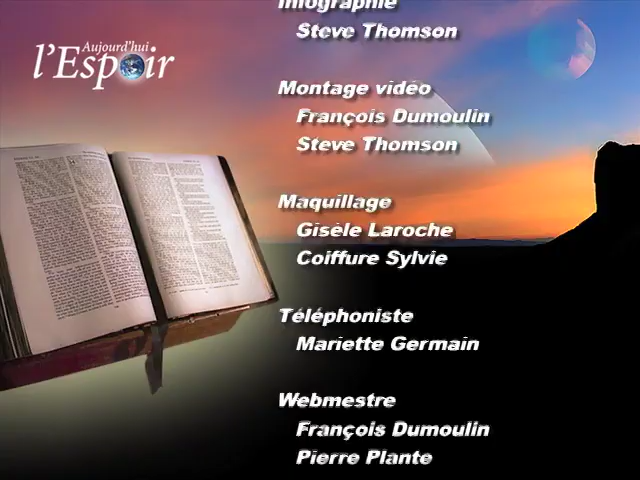 Aujourd'hui
l'Espoir
Infographie
Steve Thomson
Montage vidéo
François Dumoulin
Steve Thomson
Maquillage
Gisèle Laroche
Coiffure Sylvie
Téléphoniste
Mariette Germain
Webmestre
François Dumoulin
Pierre Plante